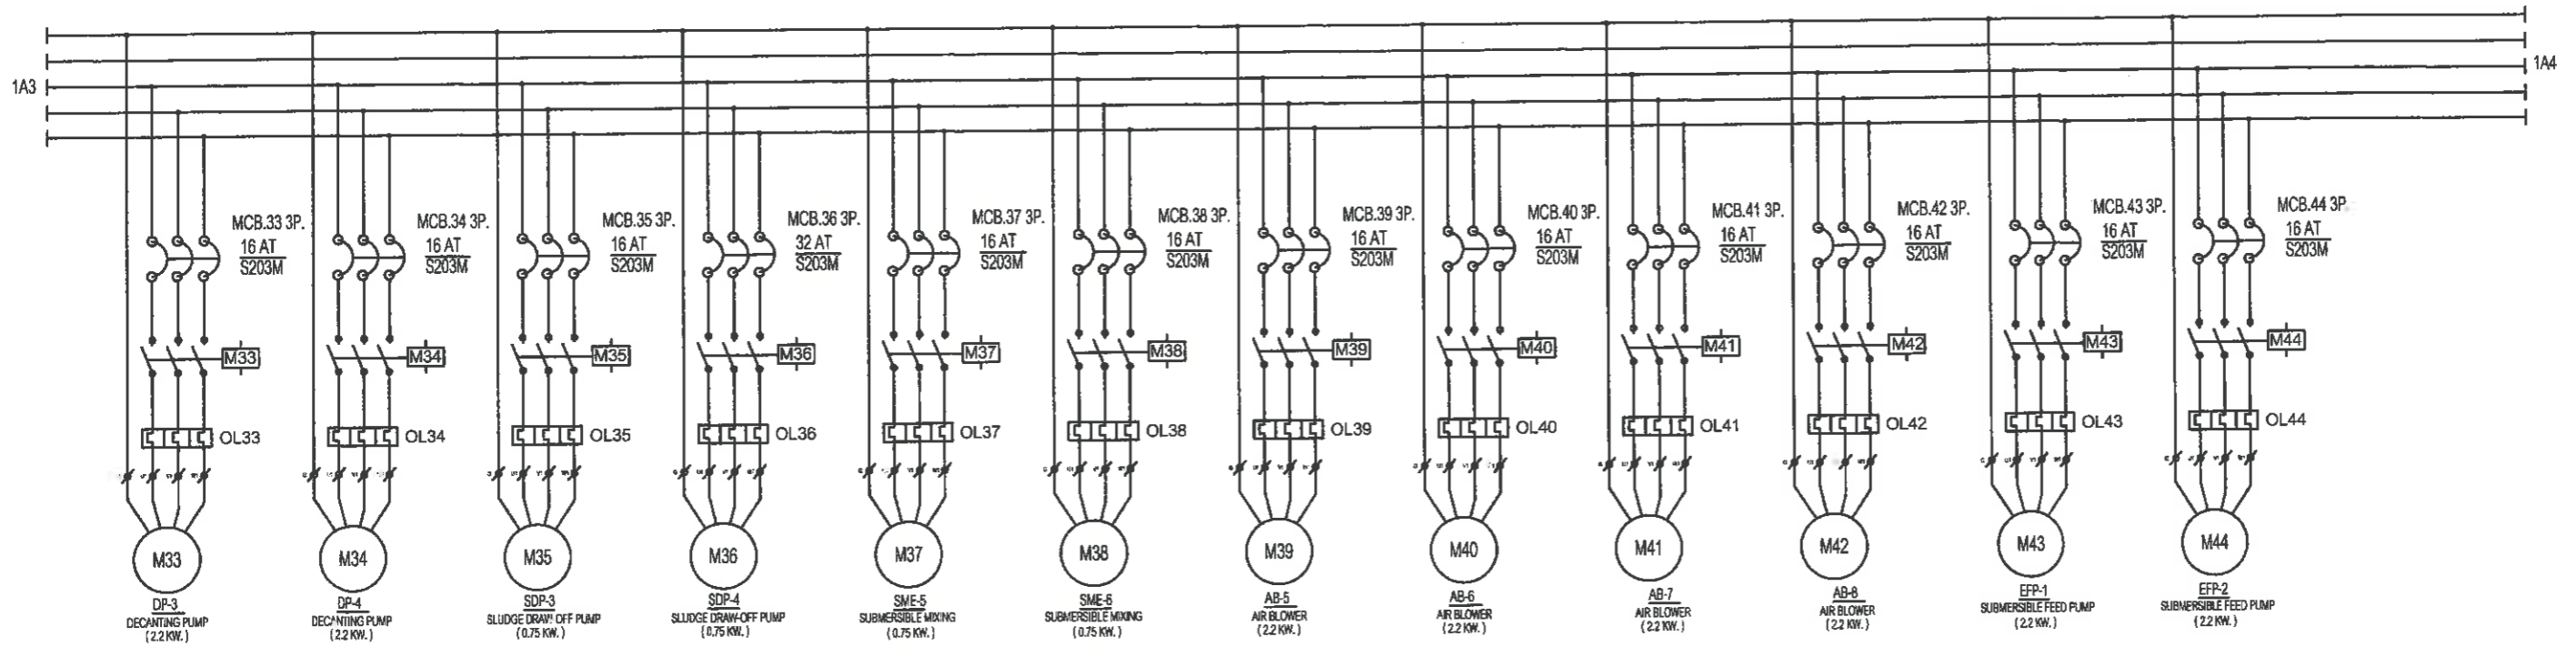 1A3
1A4
MCB.33 3P.
16 AT
S203M
M33
OL33
M33
DP-3
DECANTING PUMP
(2.2 KW.)
MCB.34 3P.
16 AT
S203M
M34
OL34
M34
DP-4
DECANTING PUMP
(2.2 KW.)
MCB.35 3P.
16 AT
S203M
M35
OL35
M35
SDP-3
SLUDGE DRAW OFF PUMP
(0.75 KW.)
MCB.36 3P.
32 AT
S203M
M36
OL36
M36
SDP-4
SLUDGE DRAW-OFF PUMP
(0.75 KW.)
MCB.37 3P.
16 AT
S203M
M37
OL37
M37
SME-5
SUBMERSIBLE MIXING
(0.75 KW.)
MCB.38 3P.
16 AT
S203M
M38
OL38
M38
SME-6
SUBMERSIBLE MIXING
(0.75 KW.)
MCB.39 3P.
16 AT
S203M
M39
OL39
M39
AB-5
AIR BLOWER
(2.2 KW.)
MCB.40 3P.
16 AT
S203M
M40
OL40
M40
AB-6
AIR BLOWER
(2.2 KW.)
MCB.41 3P.
16 AT
S203M
M41
OL41
M41
AB-7
AIR BLOWER
(2.2 KW.)
MCB.42 3P.
16 AT
S203M
M42
OL42
M42
AB-8
AIR BLOWER
(2.2 KW.)
MCB.43 3P.
16 AT
S203M
M43
OL43
M43
EFP-1
SUBMERSIBLE FEED PUMP
(2.2 KW.)
MCB.44 3P
16 AT
S203M
M44
OL44
M44
EFP-2
SUBMERSIBLE FEED PUMP
(2.2 KW.)